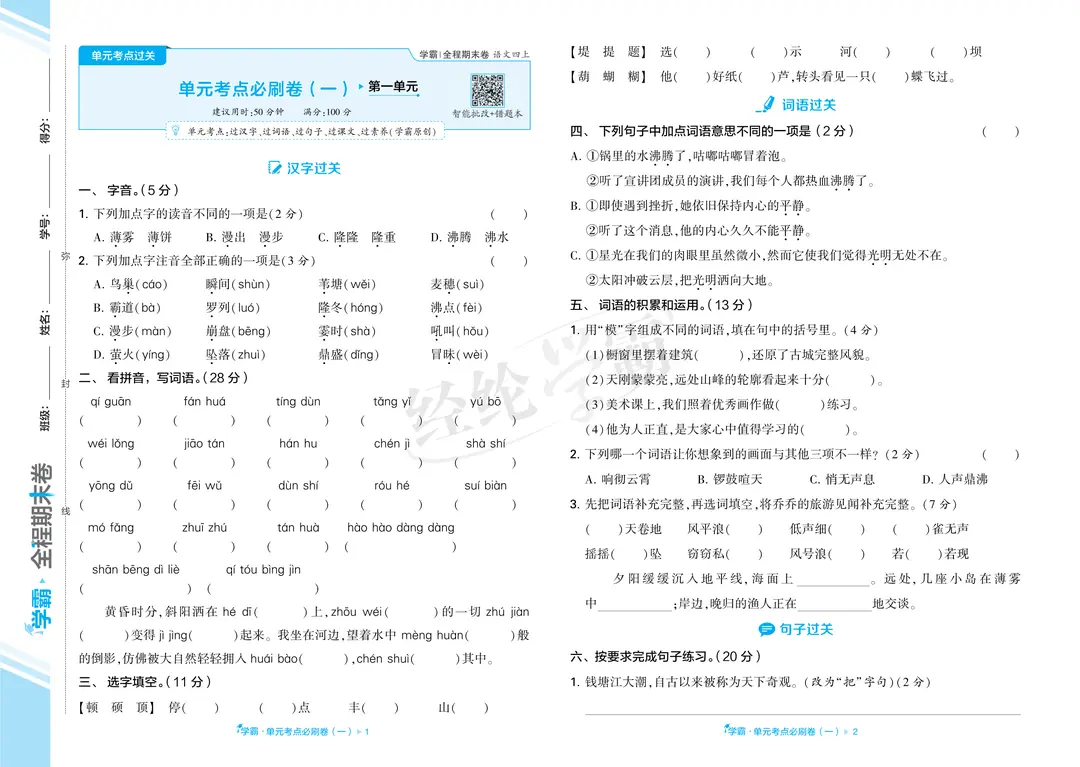 单元考点过关
学霸|全程期末卷 语文四上
单元考点必刷卷(一) 第一单元
建议用时:50分钟 满分:100分
智能批改+错题本
单元考点:过汉字、过词语、过句子、过课文、过素养(学霸原创)
汉字过关
一、字音。(5分)
1. 下列加点字的读音不同的一项是(2分) ( )
A. 薄雾 薄饼 B. 漫出 漫步 C. 隆隆 隆重 D. 沸腾 沸水
2. 下列加点字注音全部正确的一项是(3分) ( )
A. 鸟巢(cáo) 瞬间(shùn) 苇塘(wěi) 麦穗(suì)
B. 霸道(bà) 罗列(luó) 隆冬(hóng) 沸点(fèi)
C. 漫步(màn) 崩盘(bēng) 霎时(shà) 吼叫(hǒu)
D. 萤火(yíng) 坠落(zhuì) 鼎盛(dǐng) 冒昧(wèi)
二、看拼音,写词语。(28分)
qí guān fán huá tíng dùn tǎng yī yú bō
( ) ( ) ( ) ( ) ( )
wéi lǒng jiāo tán hán hu chén jì shà shí
( ) ( ) ( ) ( ) ( )
yōng dǔ fēi wǔ dùn shí róu hé suí biàn
( ) ( ) ( ) ( ) ( )
mó fǎng zhuī zhú tán huà hào hào dàng dàng
( ) ( ) ( ) ( )
shān bēng dì liè qí tóu bìng jìn
( ) ( )
黄昏时分,斜阳洒在 hé dī( )上,zhōu wéi( )的一切 zhú jiàn
( )变得 jì jìng( )起来。我坐在河边,望着水中 mèng huàn( )般
的倒影,仿佛被大自然轻轻拥入 huái bào( ),chén shuì( )其中。
三、选字填空。(11分)
【顿 硕 顶】 停( ) ( )点 丰( ) 山( )
学霸·单元考点必刷卷(一) 1
【堤 提 题】 选( ) ( )示 河( ) ( )坝
【葫 蝴 糊】 他( )好纸( )芦,转头看见一只( )蝶飞过。
词语过关
四、下列句子中加点词语意思不同的一项是(2分) ( )
A. ①锅里的水沸腾了,咕嘟咕嘟冒着泡。
②听了宣讲团成员的演讲,我们每个人都热血沸腾了。
B. ①即使遇到挫折,她依旧保持内心的平静。
②听了这个消息,他的内心久久不能平静。
C. ①星光在我们的肉眼里虽然微小,然而它使我们觉得光明无处不在。
②太阳冲破云层,把光明洒向大地。
五、词语的积累和运用。(13分)
1. 用“模”字组成不同的词语,填在句中的括号里。(4分)
(1)橱窗里摆着建筑( ),还原了古城完整风貌。
(2)天刚蒙蒙亮,远处山峰的轮廓看起来十分( )。
(3)美术课上,我们照着优秀画作做( )练习。
(4)他为人正直,是大家心中值得学习的( )。
2. 下列哪一个词语让你想象到的画面与其他三项不一样?(2分) ( )
A. 响彻云霄 B. 锣鼓喧天 C. 悄无声息 D. 人声鼎沸
3. 先把词语补充完整,再选词填空,将乔乔的旅游见闻补充完整。(7分)
( )天卷地 风平浪( ) 低声细( ) ( )雀无声
摇摇( )坠 窃窃私( ) 风号浪( ) 若( )若现
夕阳缓缓沉入地平线,海面上________。远处,几座小岛在薄雾
中________;岸边,晚归的渔人正在________地交谈。
句子过关
六、按要求完成句子练习。(20分)
1. 钱塘江大潮,自古以来被称为天下奇观。(改为“把”字句)(2分)
学霸·单元考点必刷卷(一) 2
得分:
学号:
姓名:
班级:
弥
封
线
学霸 全程期末卷
经纶学霸